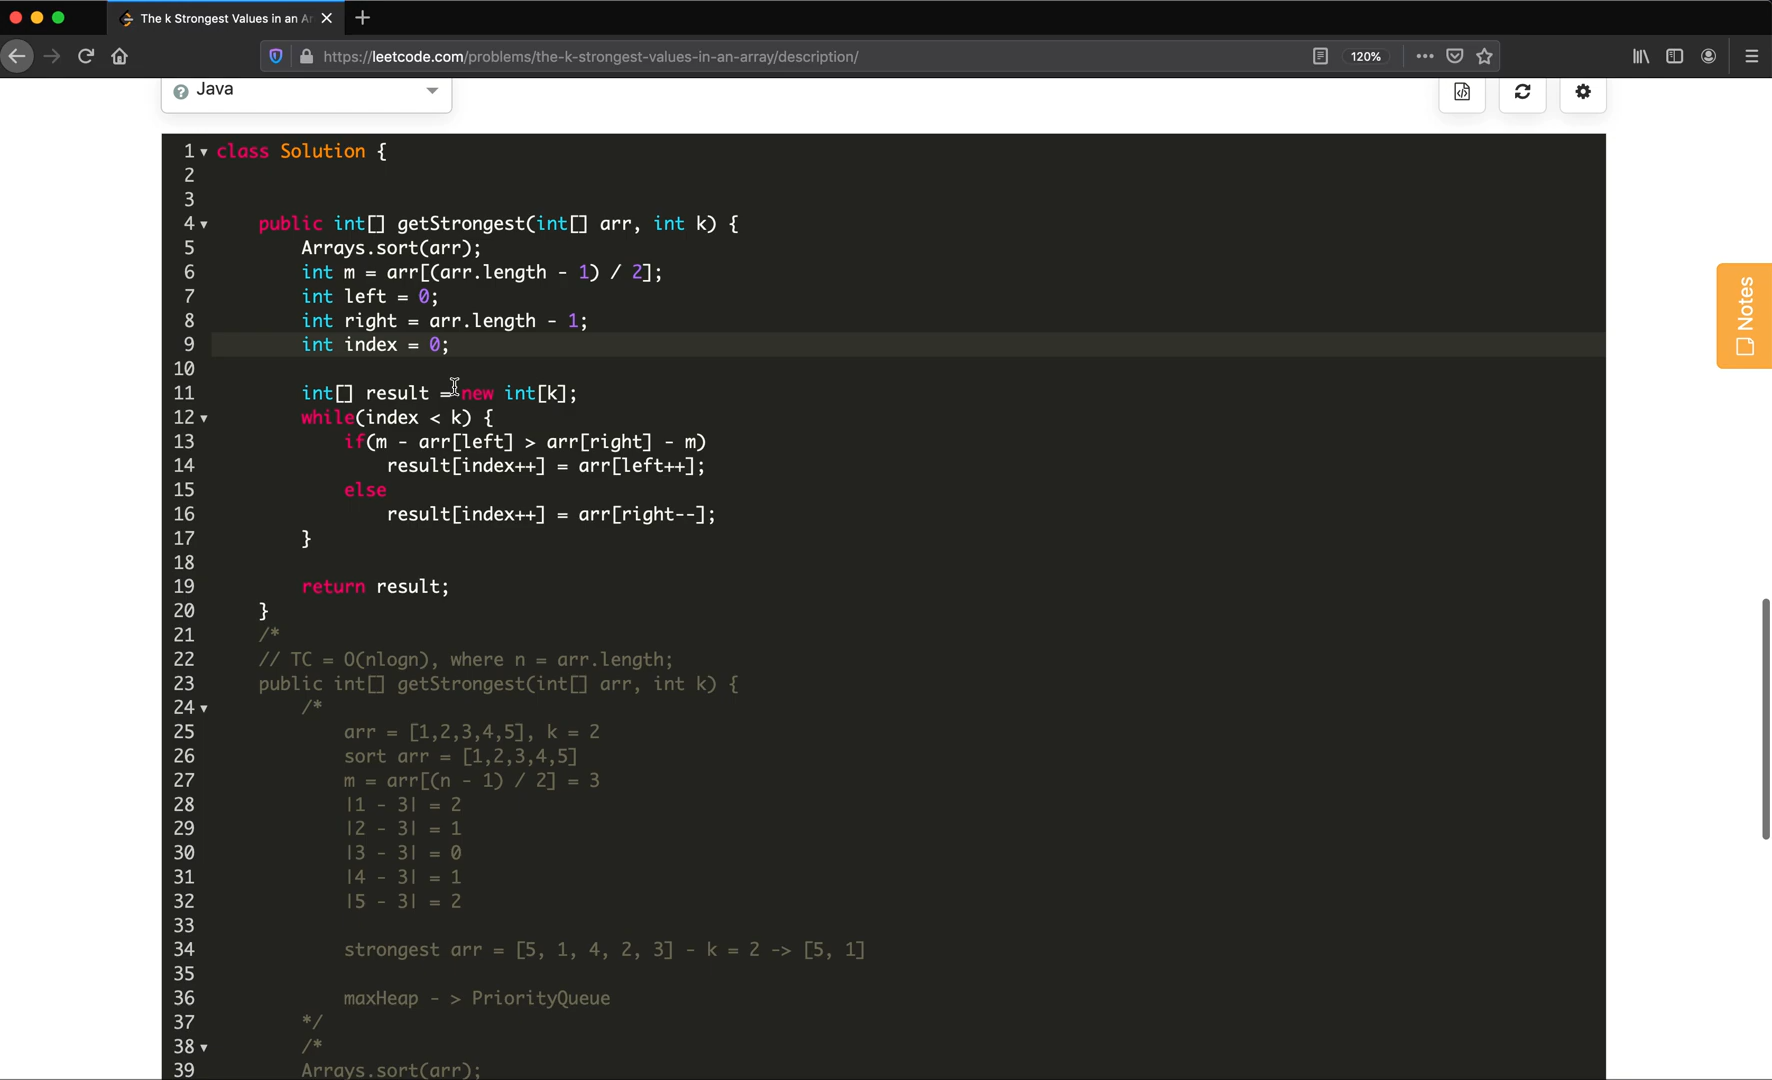 The k Strongest Values in an Ar
https://leetcode.com/problems/the-k-strongest-values-in-an-array/description/
120%
Java
Notes
1 class Solution {
2
3
4 public int[] getStrongest(int[] arr, int k) {
5 Arrays.sort(arr);
6 int m = arr[(arr.length - 1) / 2];
7 int left = 0;
8 int right = arr.length - 1;
9 int index = 0;
10
11 int[] result = new int[k];
12 while(index < k) {
13 if(m - arr[left] > arr[right] - m)
14 result[index++] = arr[left++];
15 else
16 result[index++] = arr[right--];
17 }
18
19 return result;
20 }
21 /*
22 // TC = O(nlogn), where n = arr.length;
23 public int[] getStrongest(int[] arr, int k) {
24 /*
25 arr = [1,2,3,4,5], k = 2
26 sort arr = [1,2,3,4,5]
27 m = arr[(n - 1) / 2] = 3
28 |1 - 3| = 2
29 |2 - 3| = 1
30 |3 - 3| = 0
31 |4 - 3| = 1
32 |5 - 3| = 2
33
34 strongest arr = [5, 1, 4, 2, 3] - k = 2 -> [5, 1]
35
36 maxHeap - > PriorityQueue
37 */
38 /*
39 Arrays.sort(arr);